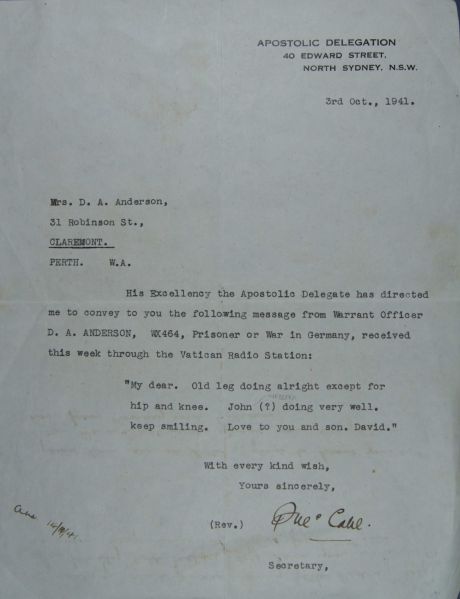 APOSTOLIC DELEGATION
40 EDWARD STREET,
NORTH SYDNEY, N.S.W.
3rd Oct., 1941.
Mrs. D. A. Anderson,
31 Robinson St.,
CLAREMONT.
PERTH. W.A.
His Excellency the Apostolic Delegate has directed
me to convey to you the following message from Warrant Officer
D. A. ANDERSON, WX464, Prisoner or War in Germany, received
this week through the Vatican Radio Station:
"My dear. Old leg doing alright except for
hip and knee. John (?) doing very well.
keep smiling. Love to you and son. David."
With every kind wish,
Yours sincerely,
(Rev.)
Secretary,